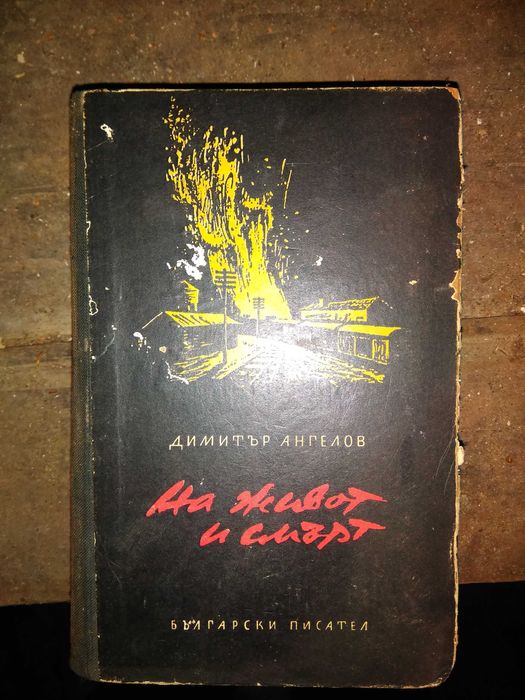 ДИМИТЪР АНГЕЛОВ
На живот
и смърт
БЪЛГАРСКИ ПИСАТЕЛ